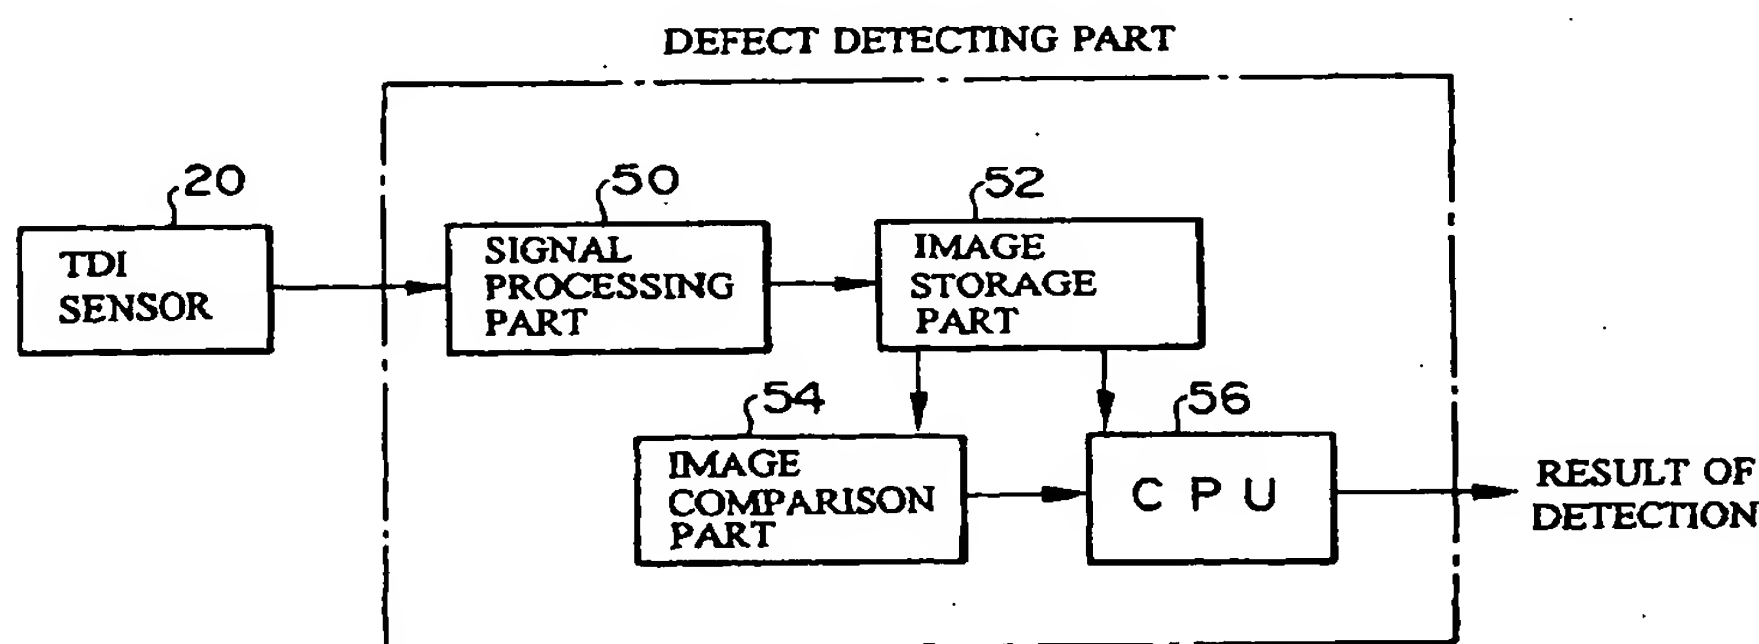 DEFECT DETECTING PART
20
50
52
TDI
SENSOR
SIGNAL
PROCESSING
PART
IMAGE
STORAGE
PART
54
56
IMAGE
COMPARISON
PART
CPU
RESULT OF
DETECTION